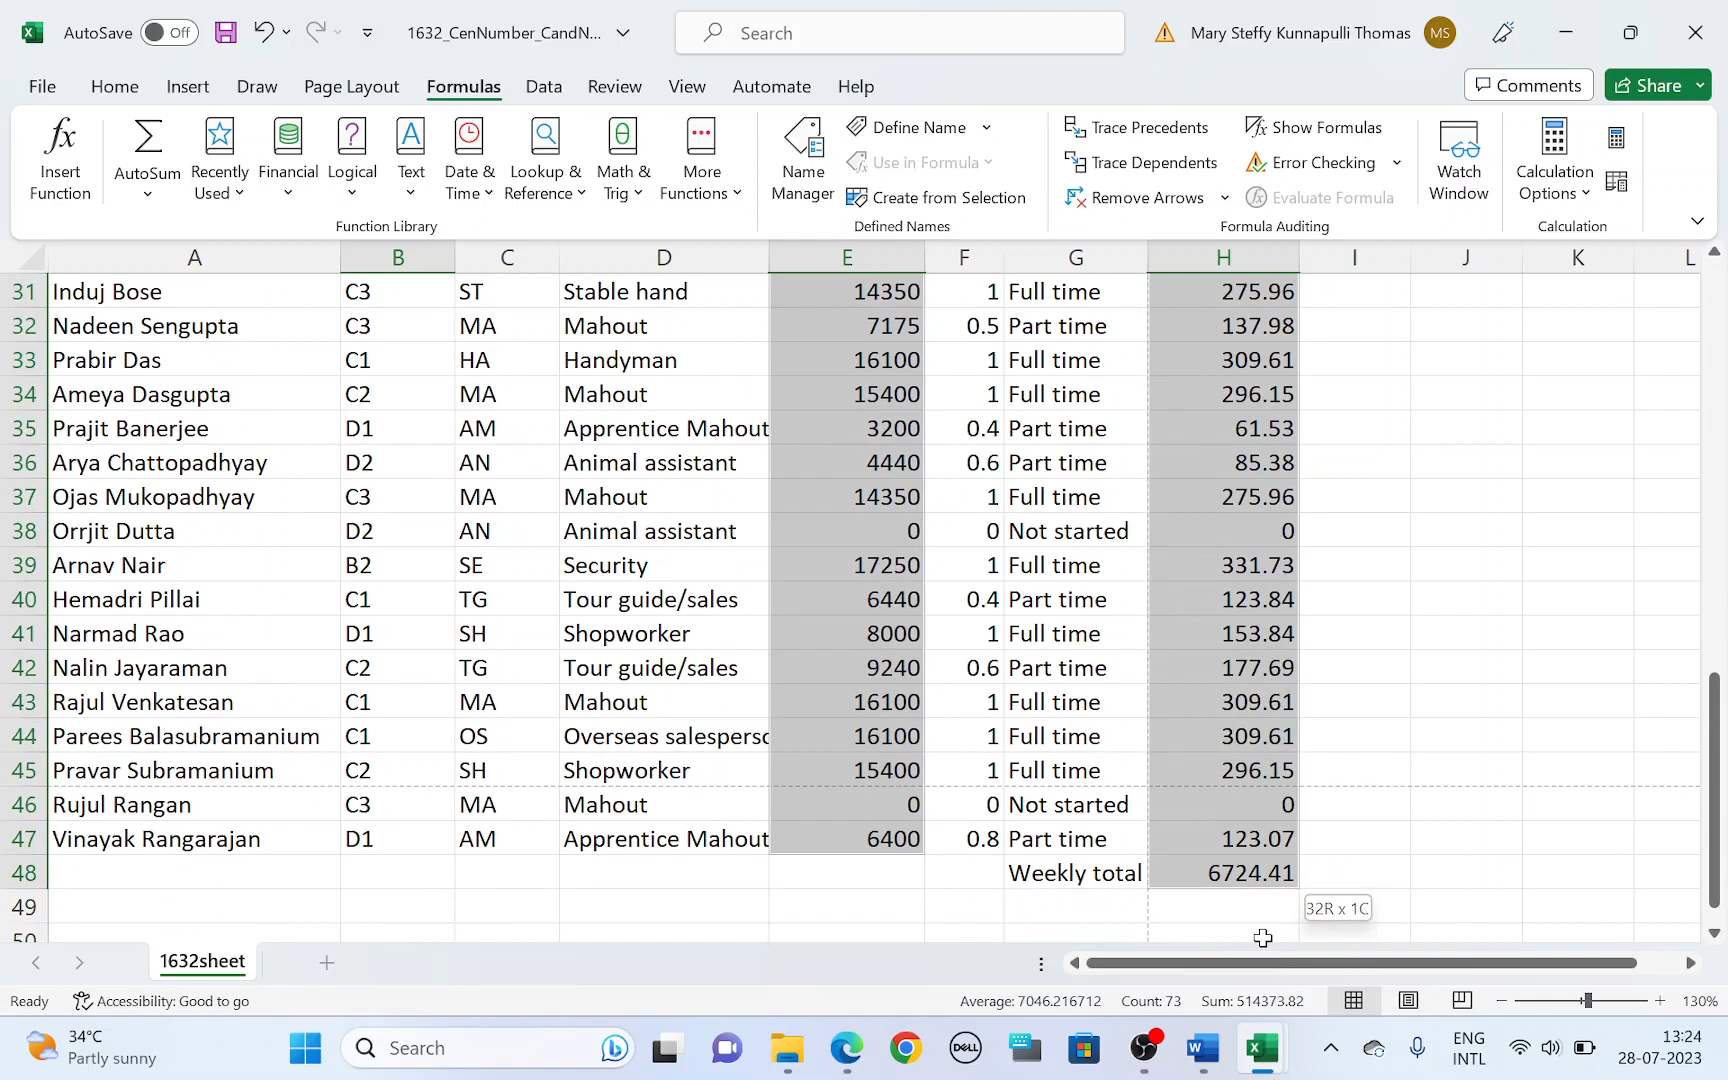 AutoSave Off 1632_CenNumber_CandN... Search Mary Steffy Kunnapulli Thomas MS
File Home Insert Draw Page Layout Formulas Data Review View Automate Help Comments Share
Insert Function
AutoSum
Recently Used
Financial
Logical
Text
Date & Time
Lookup & Reference
Math & Trig
More Functions
Function Library
Name Manager
Define Name
Use in Formula
Create from Selection
Defined Names
Trace Precedents
Trace Dependents
Remove Arrows
Show Formulas
Error Checking
Evaluate Formula
Formula Auditing
Watch Window
Calculation Options
Calculation
A B C D E F G H I J K L
31 Induj Bose C3 ST Stable hand 14350 1 Full time 275.96
32 Nadeen Sengupta C3 MA Mahout 7175 0.5 Part time 137.98
33 Prabir Das C1 HA Handyman 16100 1 Full time 309.61
34 Ameya Dasgupta C2 MA Mahout 15400 1 Full time 296.15
35 Prajit Banerjee D1 AM Apprentice Mahout 3200 0.4 Part time 61.53
36 Arya Chattopadhyay D2 AN Animal assistant 4440 0.6 Part time 85.38
37 Ojas Mukopadhyay C3 MA Mahout 14350 1 Full time 275.96
38 Orrjit Dutta D2 AN Animal assistant 0 0 Not started 0
39 Arnav Nair B2 SE Security 17250 1 Full time 331.73
40 Hemadri Pillai C1 TG Tour guide/sales 6440 0.4 Part time 123.84
41 Narmad Rao D1 SH Shopworker 8000 1 Full time 153.84
42 Nalin Jayaraman C2 TG Tour guide/sales 9240 0.6 Part time 177.69
43 Rajul Venkatesan C1 MA Mahout 16100 1 Full time 309.61
44 Parees Balasubramanium C1 OS Overseas salesperso 16100 1 Full time 309.61
45 Pravar Subramanium C2 SH Shopworker 15400 1 Full time 296.15
46 Rujul Rangan C3 MA Mahout 0 0 Not started 0
47 Vinayak Rangarajan D1 AM Apprentice Mahout 6400 0.8 Part time 123.07
48 Weekly total 6724.41
49 32R x 1C
50
1632sheet
Ready Accessibility: Good to go Average: 7046.216712 Count: 73 Sum: 514373.82 130%
34°C
Partly sunny
Search
DELL
ENG
INTL
13:24
28-07-2023